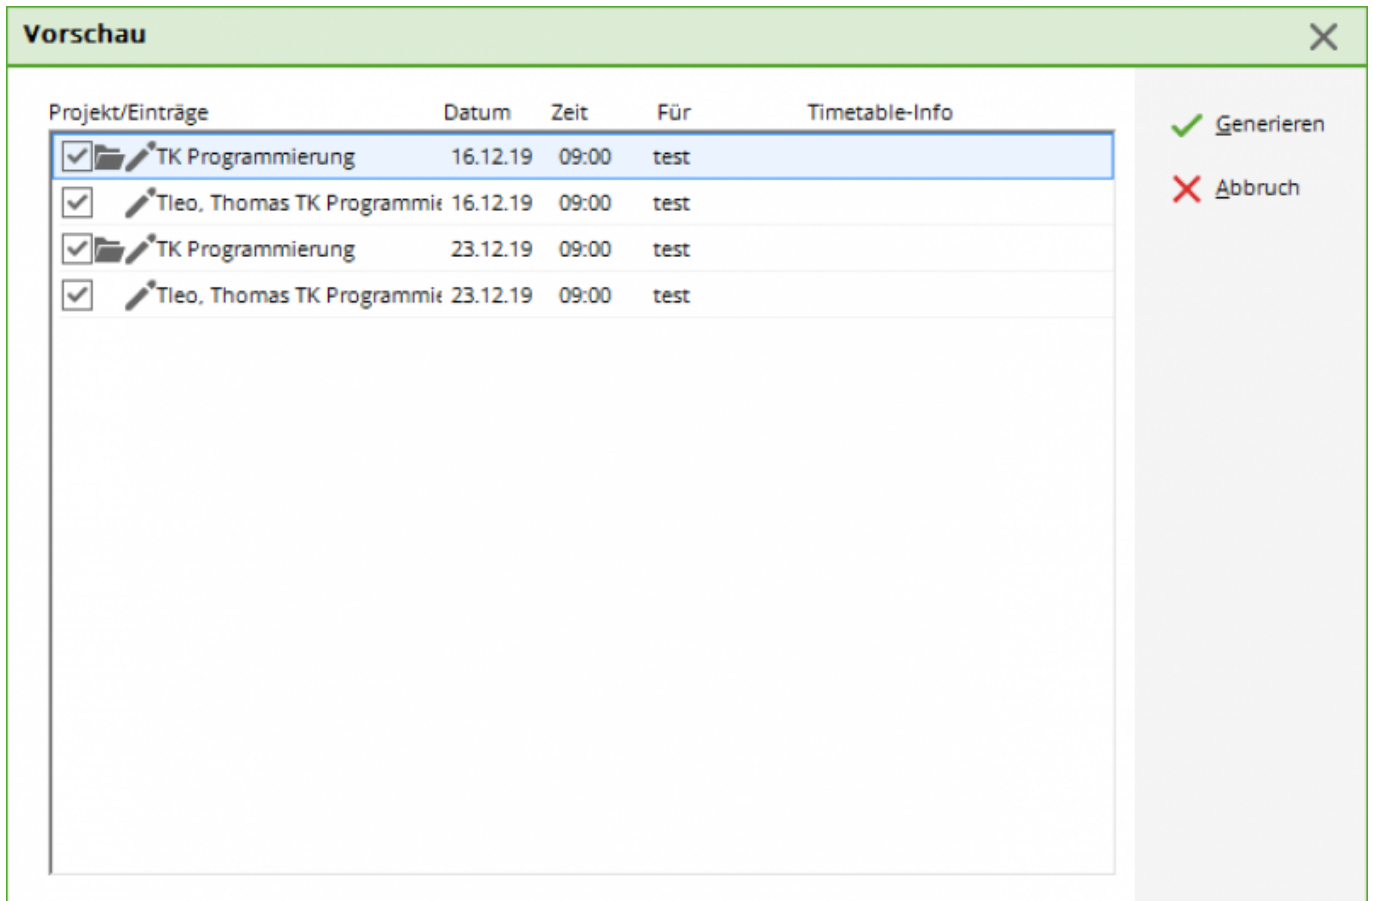 Vorschau
Projekt/Einträge Datum Zeit Für Timetable-Info
TK Programmierung 16.12.19 09:00 test
Tleo, Thomas TK Programmie 16.12.19 09:00 test
TK Programmierung 23.12.19 09:00 test
Tleo, Thomas TK Programmie 23.12.19 09:00 test
Generieren
Abbruch